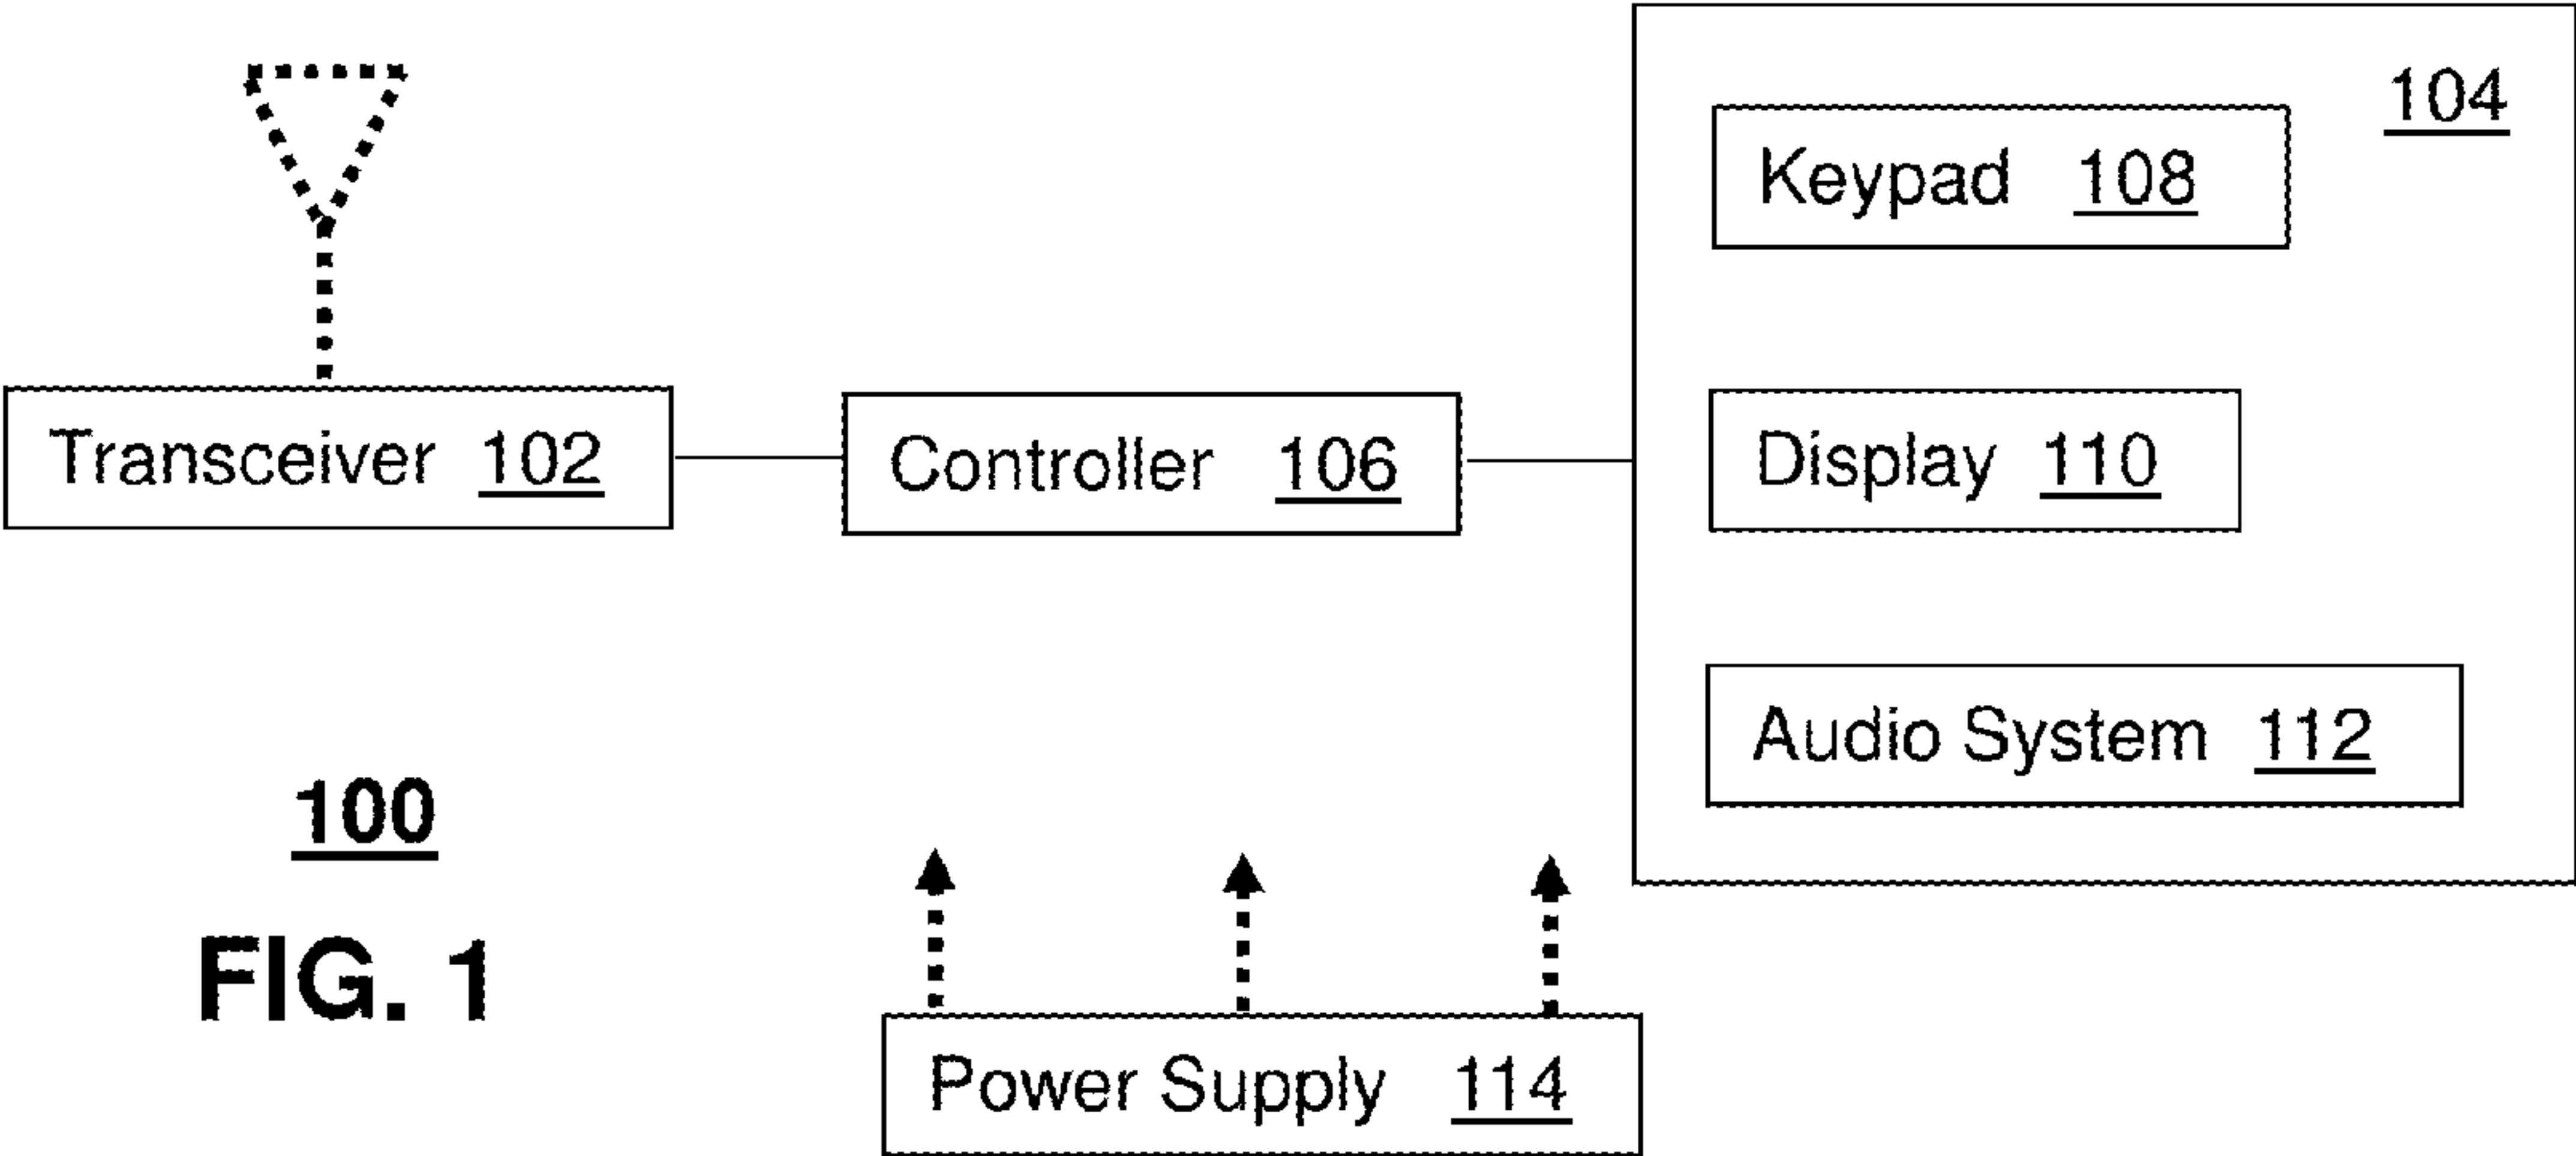 104
Keypad 108
Transceiver 102
Controller 106
Display 110
Audio System 112
100
FIG. 1
Power Supply 114